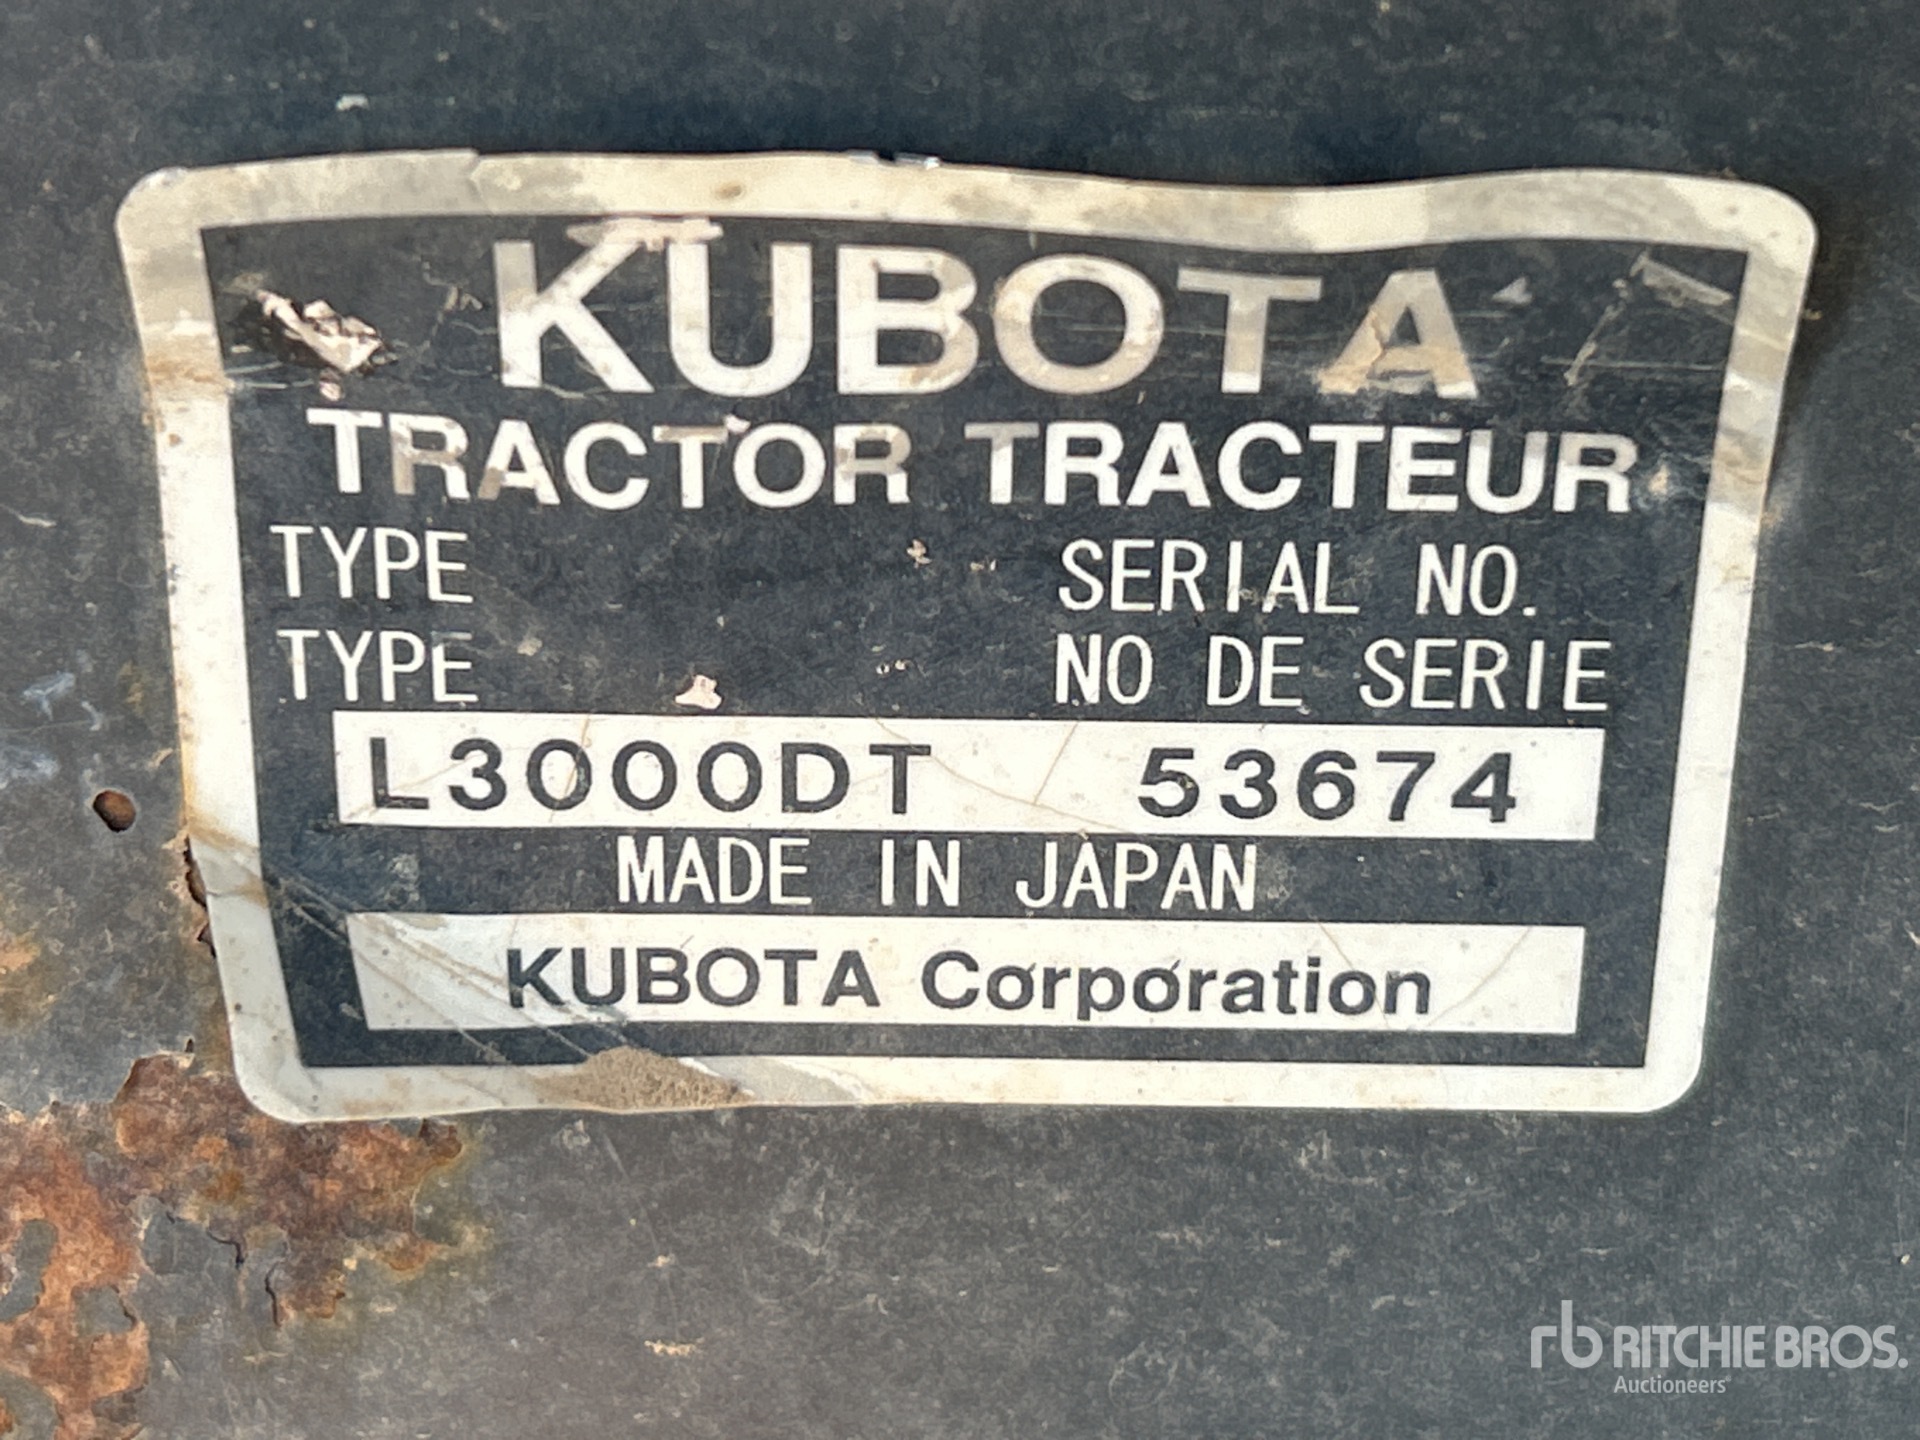 KUBOTA
TRACTOR TRACTEUR
TYPE SERIAL NO.
TYPE NO DE SERIE
L3000DT 53674
MADE IN JAPAN
KUBOTA Corporation
rb RITCHIE BROS.
Auctioneers